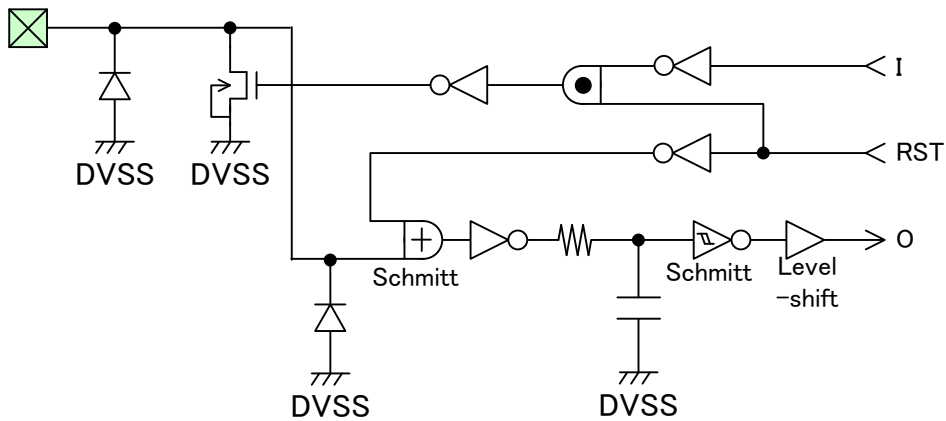 I
DVSS
DVSS
RST
O
Schmitt
Schmitt
Level
-shift
DVSS
DVSS